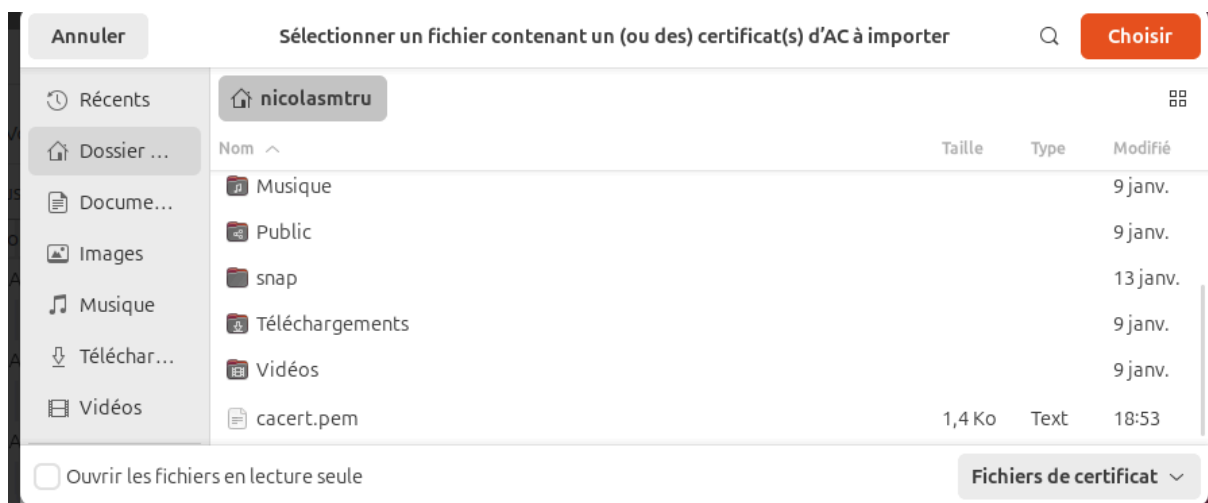 Annuler Sélectionner un fichier contenant un (ou des) certificat(s) d’AC à importer Choisir
Récents
Dossier ...
Docume...
Images
Musique
Téléchar...
Vidéos
nicolasmtru
Nom Taille Type Modifié
Musique 9 janv.
Public 9 janv.
snap 13 janv.
Téléchargements 9 janv.
Vidéos 9 janv.
cacert.pem 1,4 Ko Text 18:53
Ouvrir les fichiers en lecture seule Fichiers de certificat